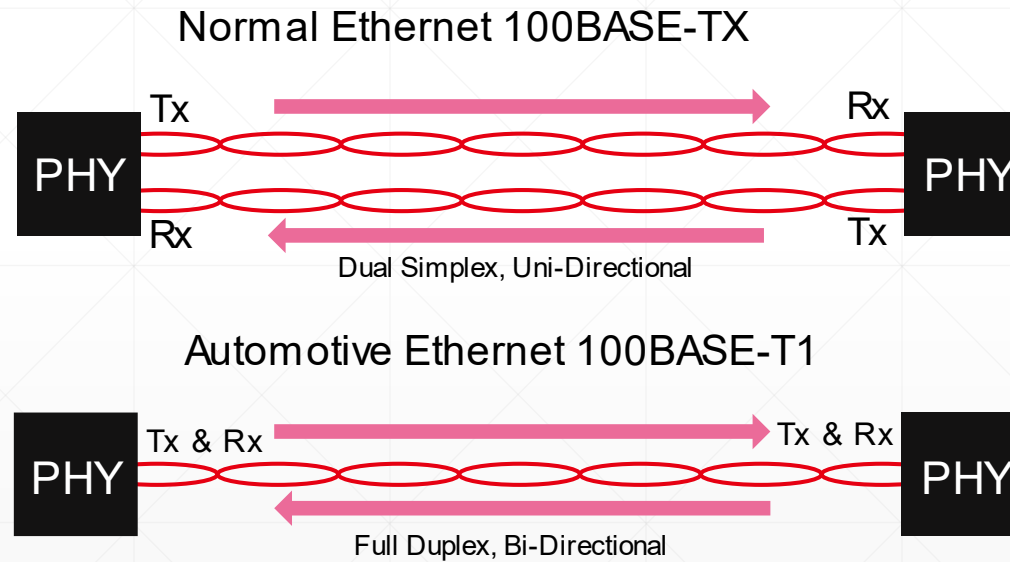 Normal Ethernet 100BASE-TX
Tx
Rx
PHY
PHY
Rx
Tx
Dual Simplex, Uni-Directional
Automotive Ethernet 100BASE-T1
Tx & Rx
Tx & Rx
PHY
PHY
Full Duplex, Bi-Directional